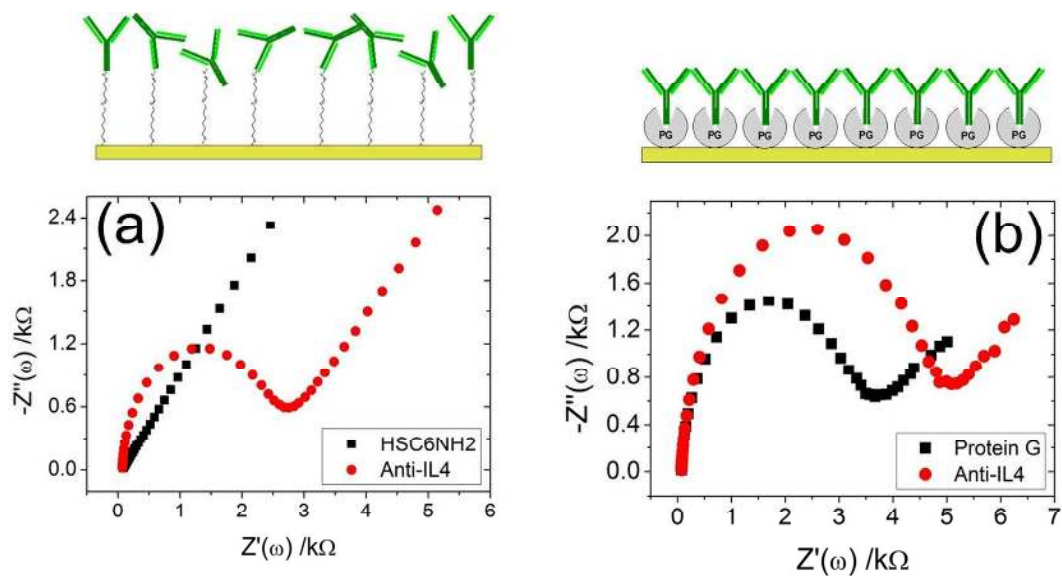 PG PG PG PG PG PG PG PG
(a)
2.4
1.8
1.2
0.6
0.0
-Z''(ω) /kΩ
HSC6NH2
Anti-IL4
0 1 2 3 4 5 6
Z'(ω) /kΩ
(b)
2.0
1.6
1.2
0.8
0.4
0.0
-Z''(ω) /kΩ
Protein G
Anti-IL4
0 1 2 3 4 5 6 7
Z'(ω) /kΩ